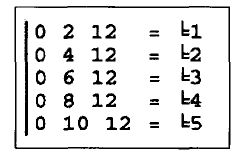 0 2 12 = ╘1
0 4 12 = ╘2
0 6 12 = ╘3
0 8 12 = ╘4
0 10 12 = ╘5